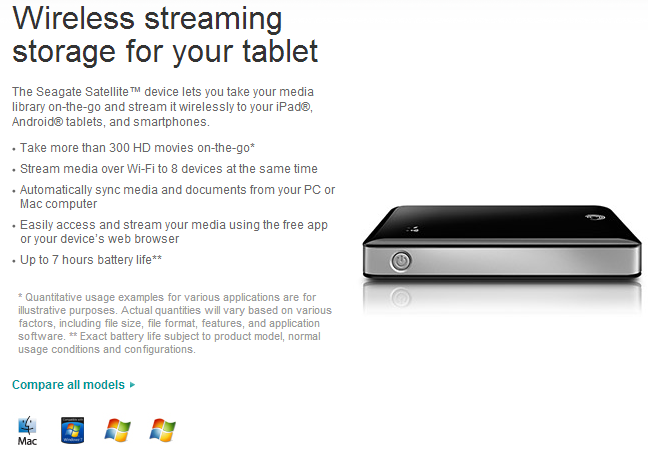 Wireless streaming
storage for your tablet
The Seagate Satellite™ device lets you take your media
library on-the-go and stream it wirelessly to your iPad®,
Android® tablets, and smartphones.
• Take more than 300 HD movies on-the-go*
• Stream media over Wi-Fi to 8 devices at the same time
• Automatically sync media and documents from your PC or
Mac computer
• Easily access and stream your media using the free app
or your device's web browser
• Up to 7 hours battery life**
* Quantitative usage examples for various applications are for
illustrative purposes. Actual quantities will vary based on various
factors, including file size, file format, features, and application
software. ** Exact battery life subject to product model, normal
usage conditions and configurations.
Compare all models
Mac
Windows 7